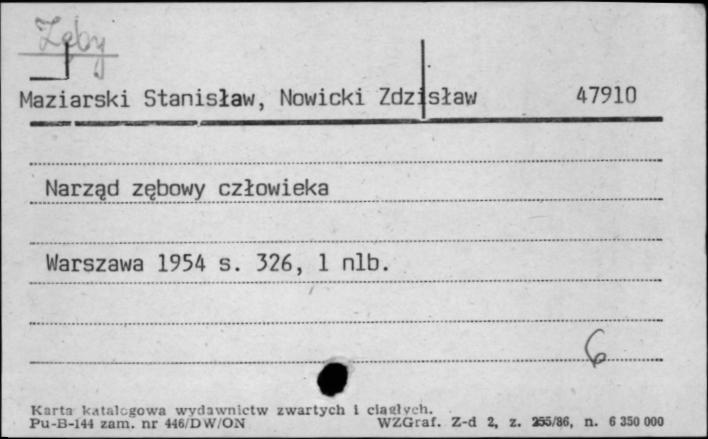 Zęby
Maziarski Stanisław, Nowicki Zdzisław 47910
Narząd zębowy człowieka
Warszawa 1954 s. 326, 1 nlb.
6
Karta katalogowa wydawnictw zwartych i ciągłych.
Pu-B-144 zam. nr 446/DW/ON WZGraf. Z-d 2, z. 255/86, n. 6 350 000